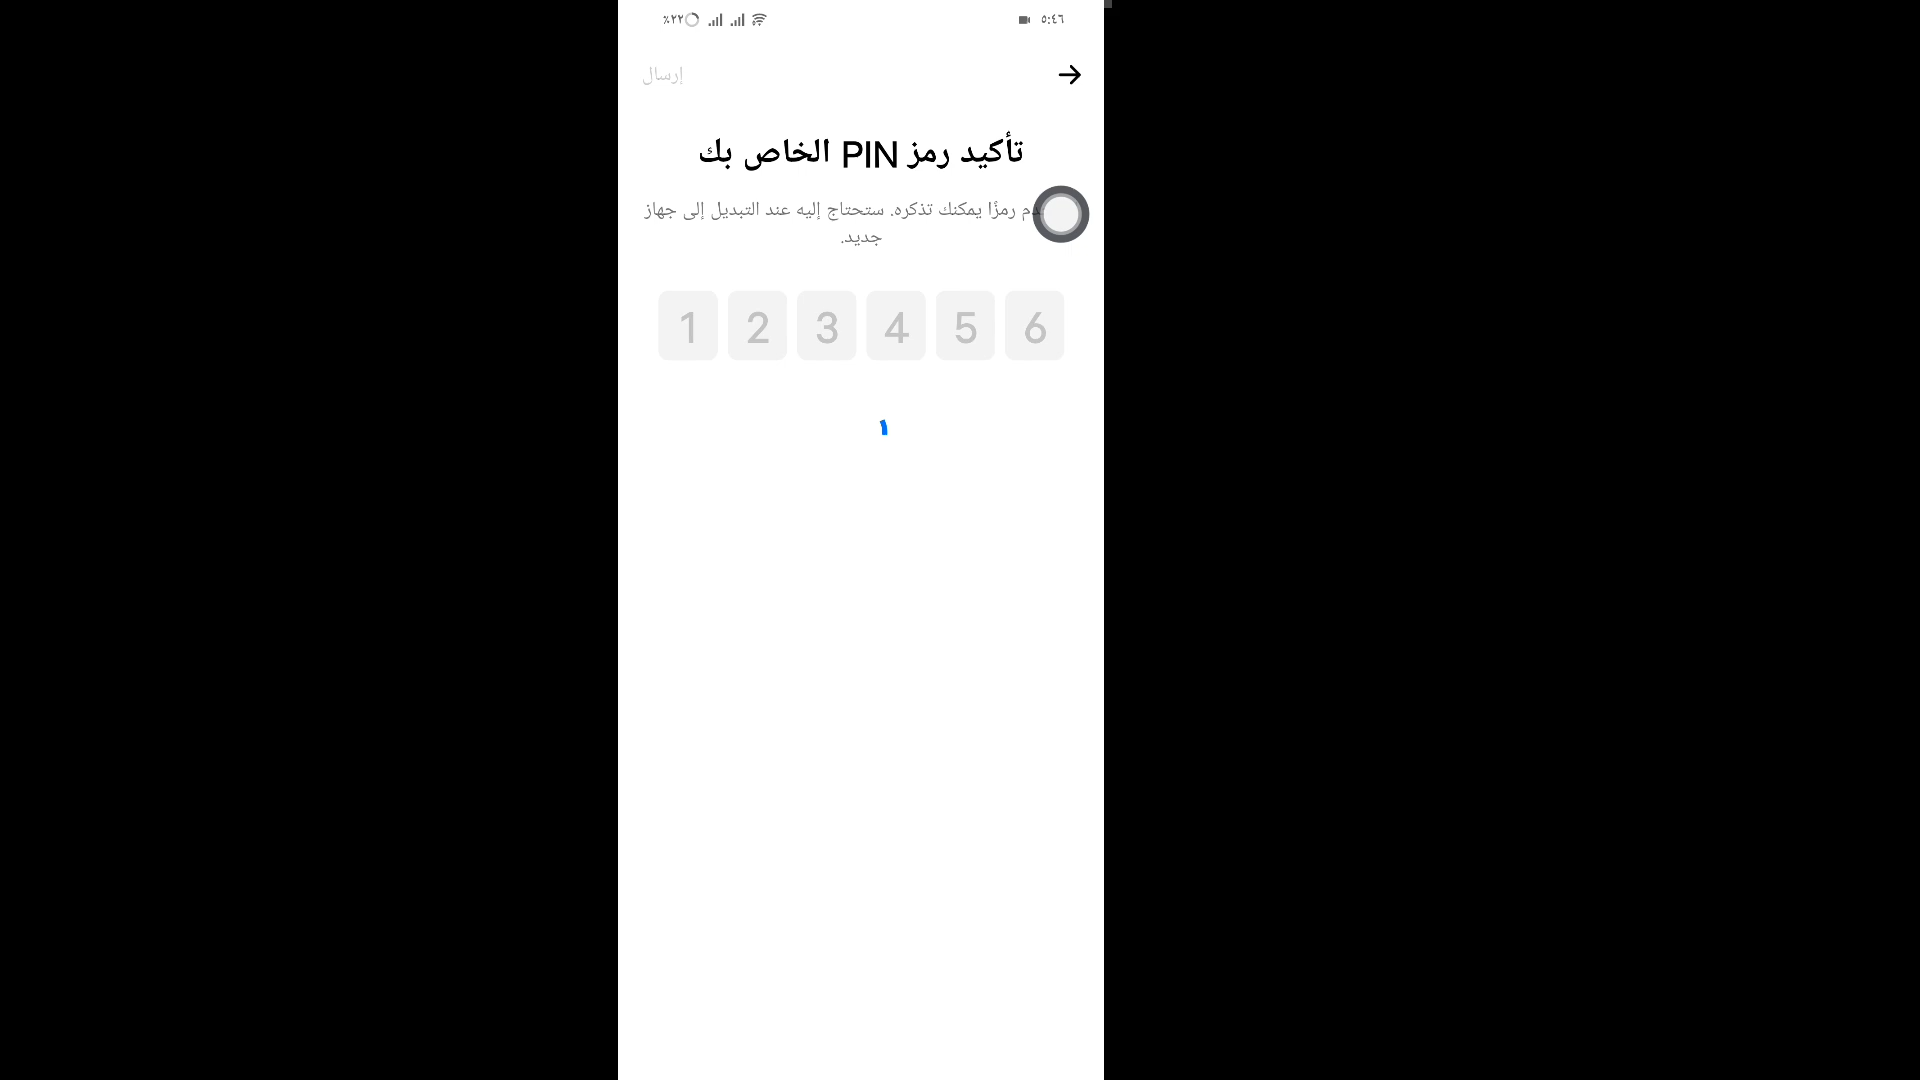 ٥:٤٦ ٪٢٢
إرسال
تأكيد رمز PIN الخاص بك
رمزًا يمكنك تذكره. ستحتاج إليه عند التبديل إلى جهاز
جديد.
1 2 3 4 5 6